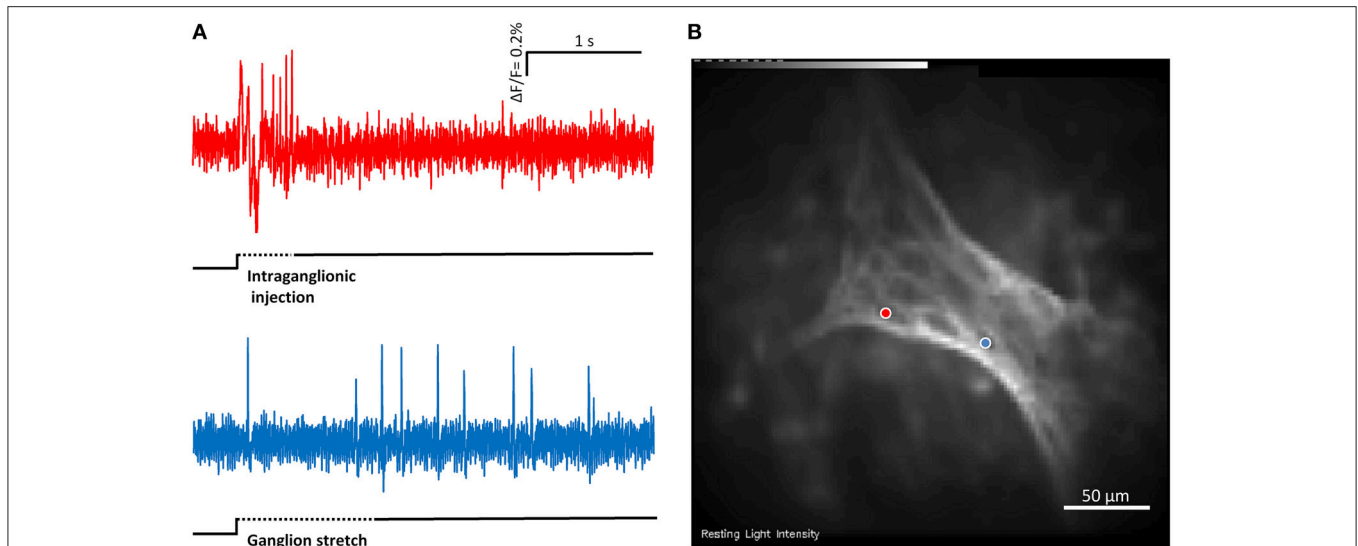 A
ΔF/F= 0.2%
1 s
Intraganglionic
injection
Ganglion stretch
B
50 µm
Resting Light Intensity